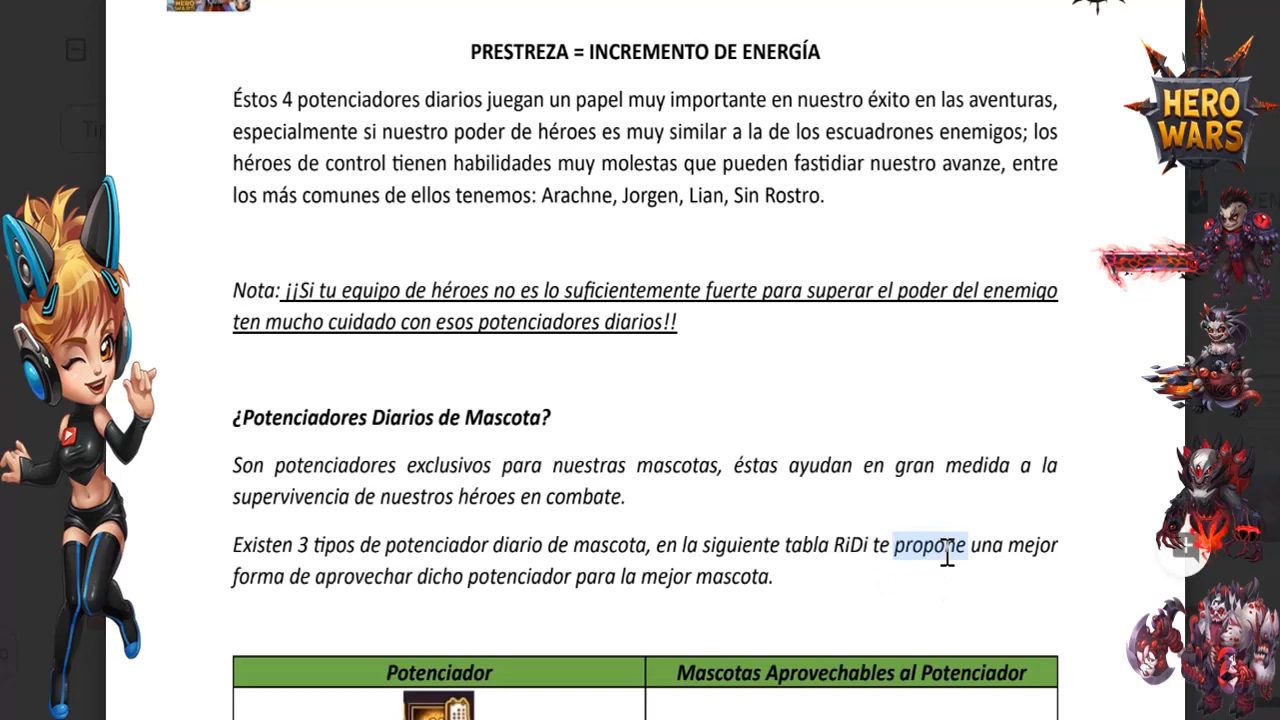 PRESTREZA = INCREMENTO DE ENERGÍA
Éstos 4 potenciadores diarios juegan un papel muy importante en nuestro éxito en las aventuras,
especialmente si nuestro poder de héroes es muy similar a la de los escuadrones enemigos; los
héroes de control tienen habilidades muy molestas que pueden fastidiar nuestro avanze, entre
los más comunes de ellos tenemos: Arachne, Jorgen, Lian, Sin Rostro.
Nota: ¡¡Si tu equipo de héroes no es lo suficientemente fuerte para superar el poder del enemigo
ten mucho cuidado con esos potenciadores diarios!!
¿Potenciadores Diarios de Mascota?
Son potenciadores exclusivos para nuestras mascotas, éstas ayudan en gran medida a la
supervivencia de nuestros héroes en combate.
Existen 3 tipos de potenciador diario de mascota, en la siguiente tabla RiDi te propone una mejor
forma de aprovechar dicho potenciador para la mejor mascota.
Potenciador
Mascotas Aprovechables al Potenciador
HERO
WARS